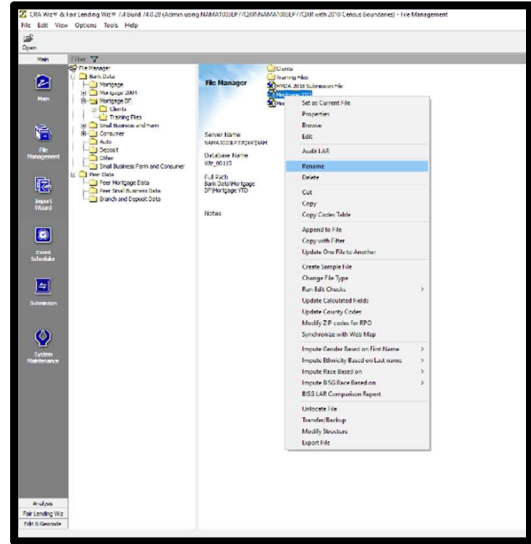 CRA Wiz® & Fair Lending Wiz® 7.4 Build 74.0.28 (Admin using with 2010 Census Boundaries) - File Management
File Edit View Options Tools Help
Open
Main
Filter
Main
File Management
Import Wizard
Event Scheduler
Submission
System Maintenance
Analysis
Fair Lending Wiz
Edit & Geocode
File Manager
Bank Data
Mortgage
Mortgage 2004
Mortgage DF
Clients
Training Files
Small Business and Farm
Consumer
Auto
Deposit
Other
Small Business Farm and Consumer
Peer Data
Peer Mortgage Data
Peer Small Business Data
Branch and Deposit Data
File Manager
Server Name
Database Name
Wiz_60115
Full Path
Bank Data\Mortgage
DF\Mortgage YTD
Notes
Clients
Training Files
HMDA 2018 Submission File
Mortgage YTD
Set as Current File
Properties
Browse
Edit
Audit LAR
Rename
Delete
Cut
Copy
Copy Codes Table
Append to File
Copy with Filter
Update One File to Another
Create Sample File
Change File Type
Run Edit Checks
Update Calculated Fields
Update County Codes
Modify ZIP codes for RPO
Synchronize with Web Map
Impute Gender Based on First Name
Impute Ethnicity Based on Last name
Impute Race Based on
Impute BISG Race Based on
BISG LAR Comparison Report
Unlocate File
Transfer/Backup
Modify Structure
Export File